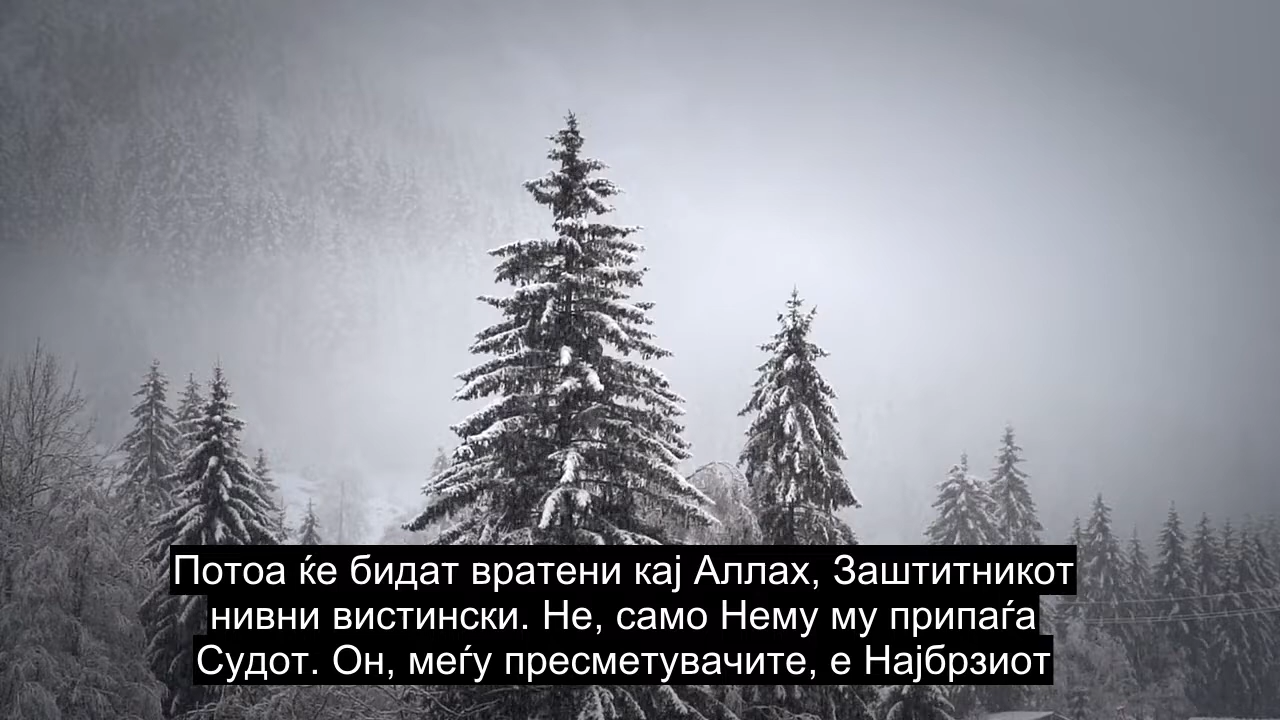 Потоа ќе бидат вратени кај Аллах, Заштитникот
нивни вистински. Не, само Нему му припаѓа
Судот. Он, меѓу пресметувачите, е Најбрзиот